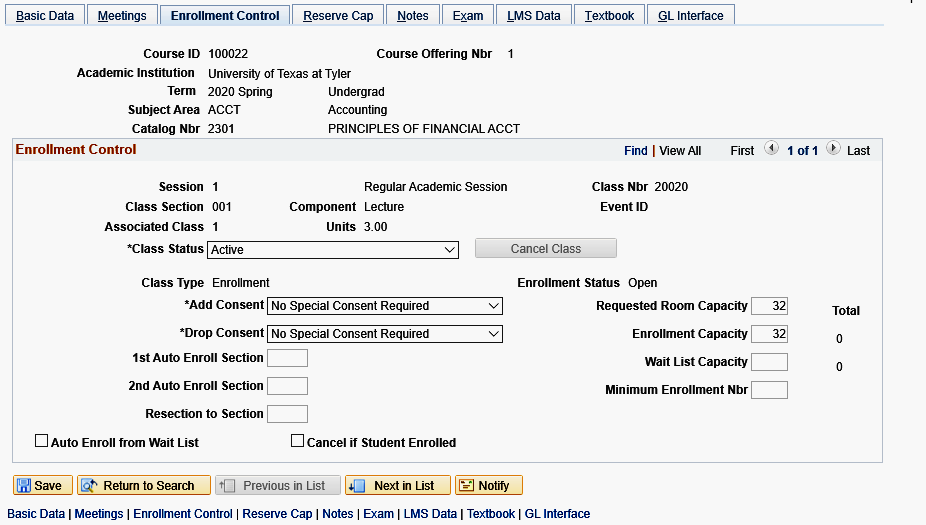 Basic Data Meetings Enrollment Control Reserve Cap Notes Exam LMS Data Textbook GL Interface
Course ID 100022 Course Offering Nbr 1
Academic Institution University of Texas at Tyler
Term 2020 Spring Undergrad
Subject Area ACCT Accounting
Catalog Nbr 2301 PRINCIPLES OF FINANCIAL ACCT
Enrollment Control Find | View All First 1 of 1 Last
Session 1 Regular Academic Session Class Nbr 20020
Class Section 001 Component Lecture Event ID
Associated Class 1 Units 3.00
*Class Status Active Cancel Class
Class Type Enrollment Enrollment Status Open
*Add Consent No Special Consent Required Requested Room Capacity 32 Total
*Drop Consent No Special Consent Required Enrollment Capacity 32 0
1st Auto Enroll Section Wait List Capacity 0
2nd Auto Enroll Section Minimum Enrollment Nbr
Resection to Section
Auto Enroll from Wait List Cancel if Student Enrolled
Save Return to Search Previous in List Next in List Notify
Basic Data | Meetings | Enrollment Control | Reserve Cap | Notes | Exam | LMS Data | Textbook | GL Interface